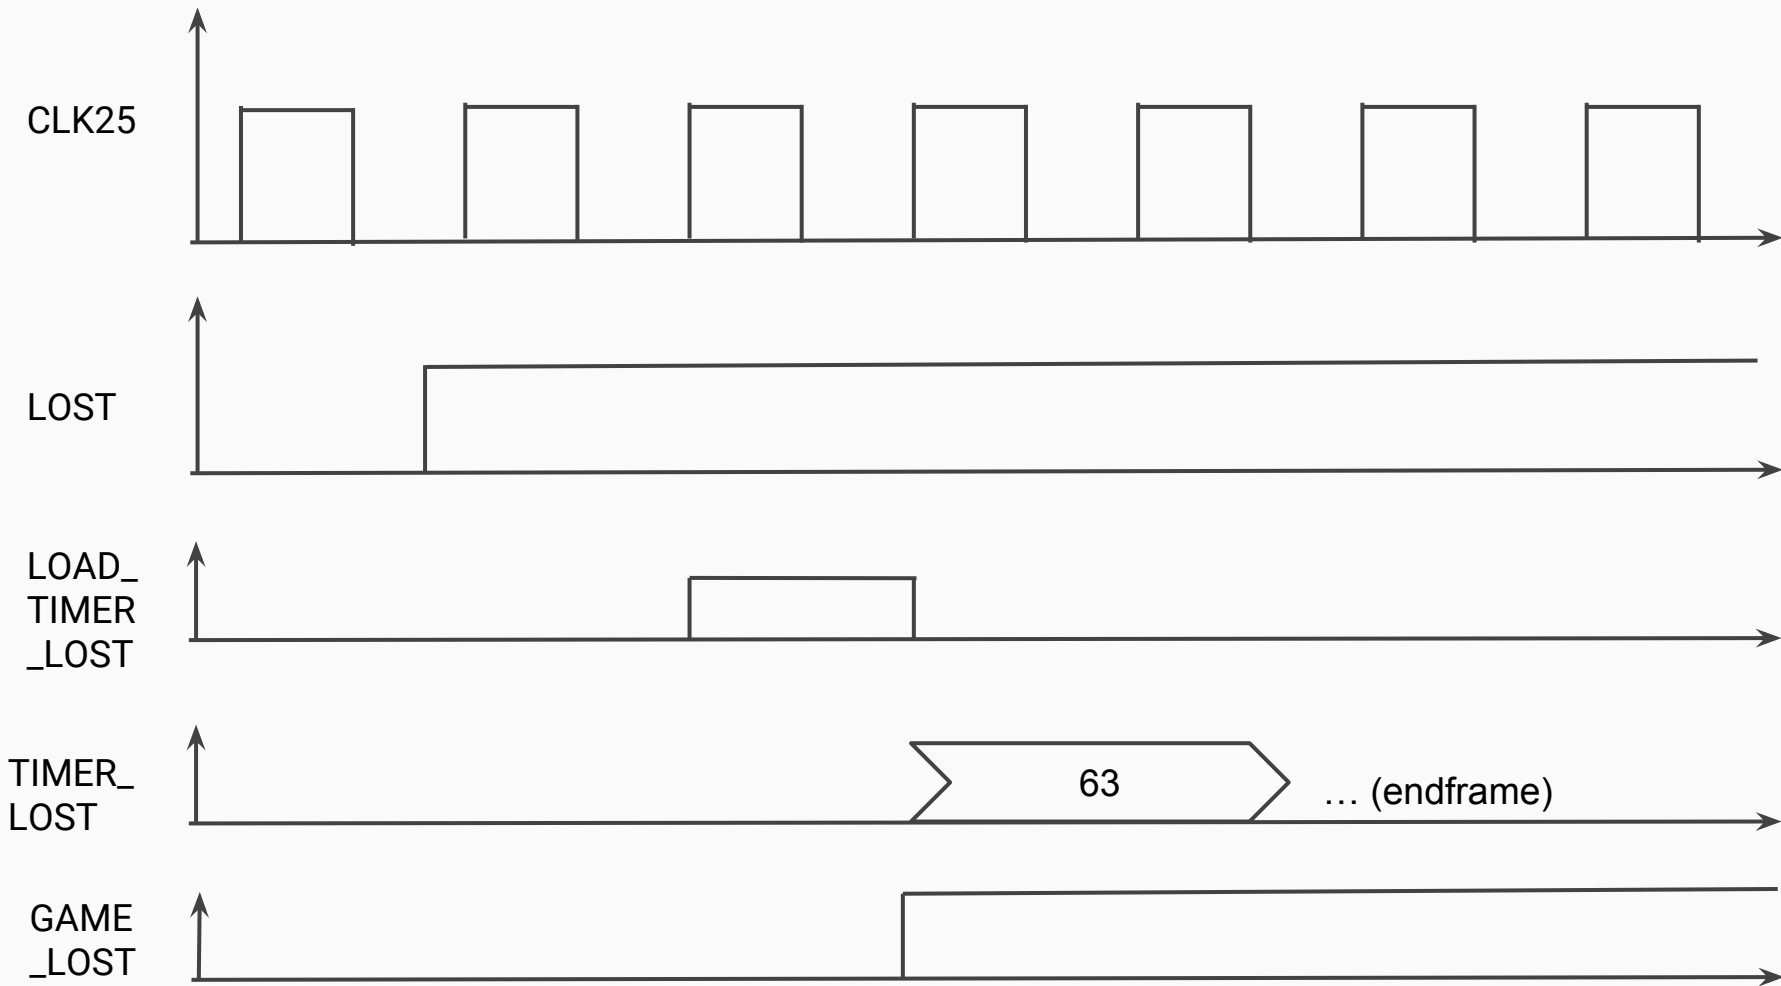 CLK25
LOST
LOAD_
TIMER
_LOST
TIMER_
LOST
63
... (endframe)
GAME
_LOST